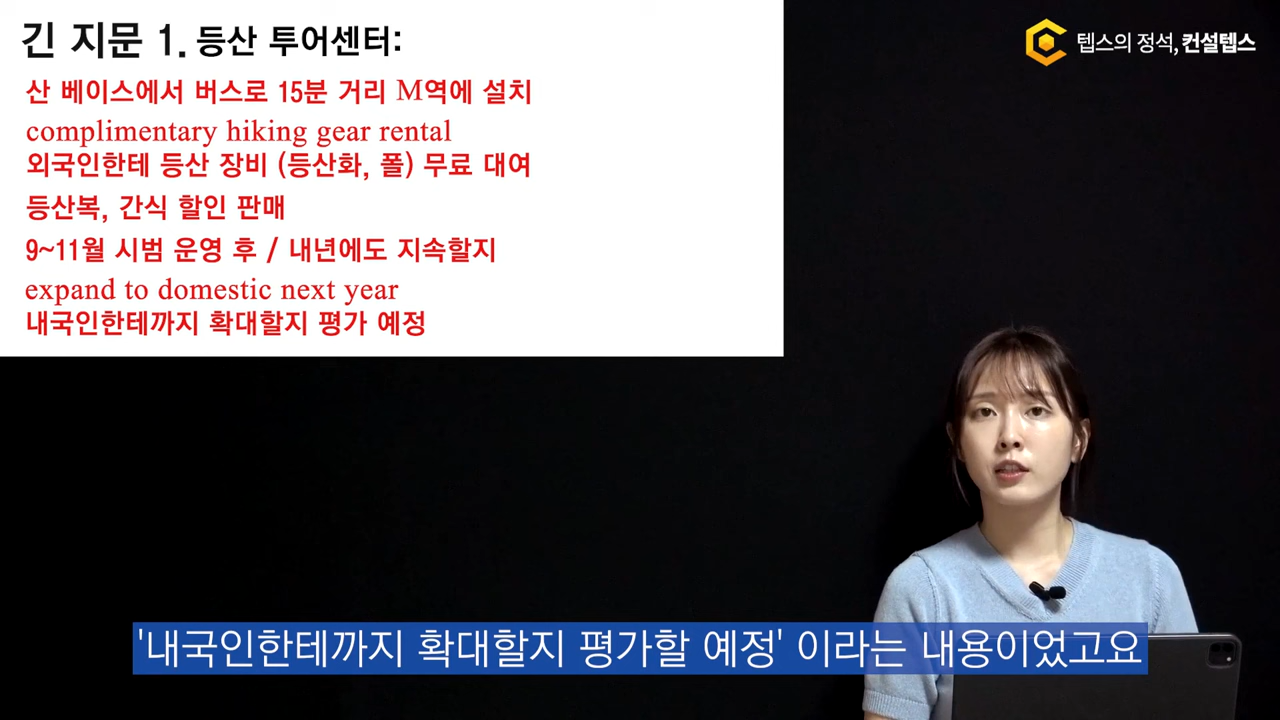 긴 지문 1. 등산 투어센터:
텝스의 정석, 컨설텝스
산 베이스에서 버스로 15분 거리 M역에 설치
complimentary hiking gear rental
외국인한테 등산 장비 (등산화, 폴) 무료 대여
등산복, 간식 할인 판매
9~11월 시범 운영 후 / 내년에도 지속할지
expand to domestic next year
내국인한테까지 확대할지 평가 예정
'내국인한테까지 확대할지 평가할 예정' 이라는 내용이었고요